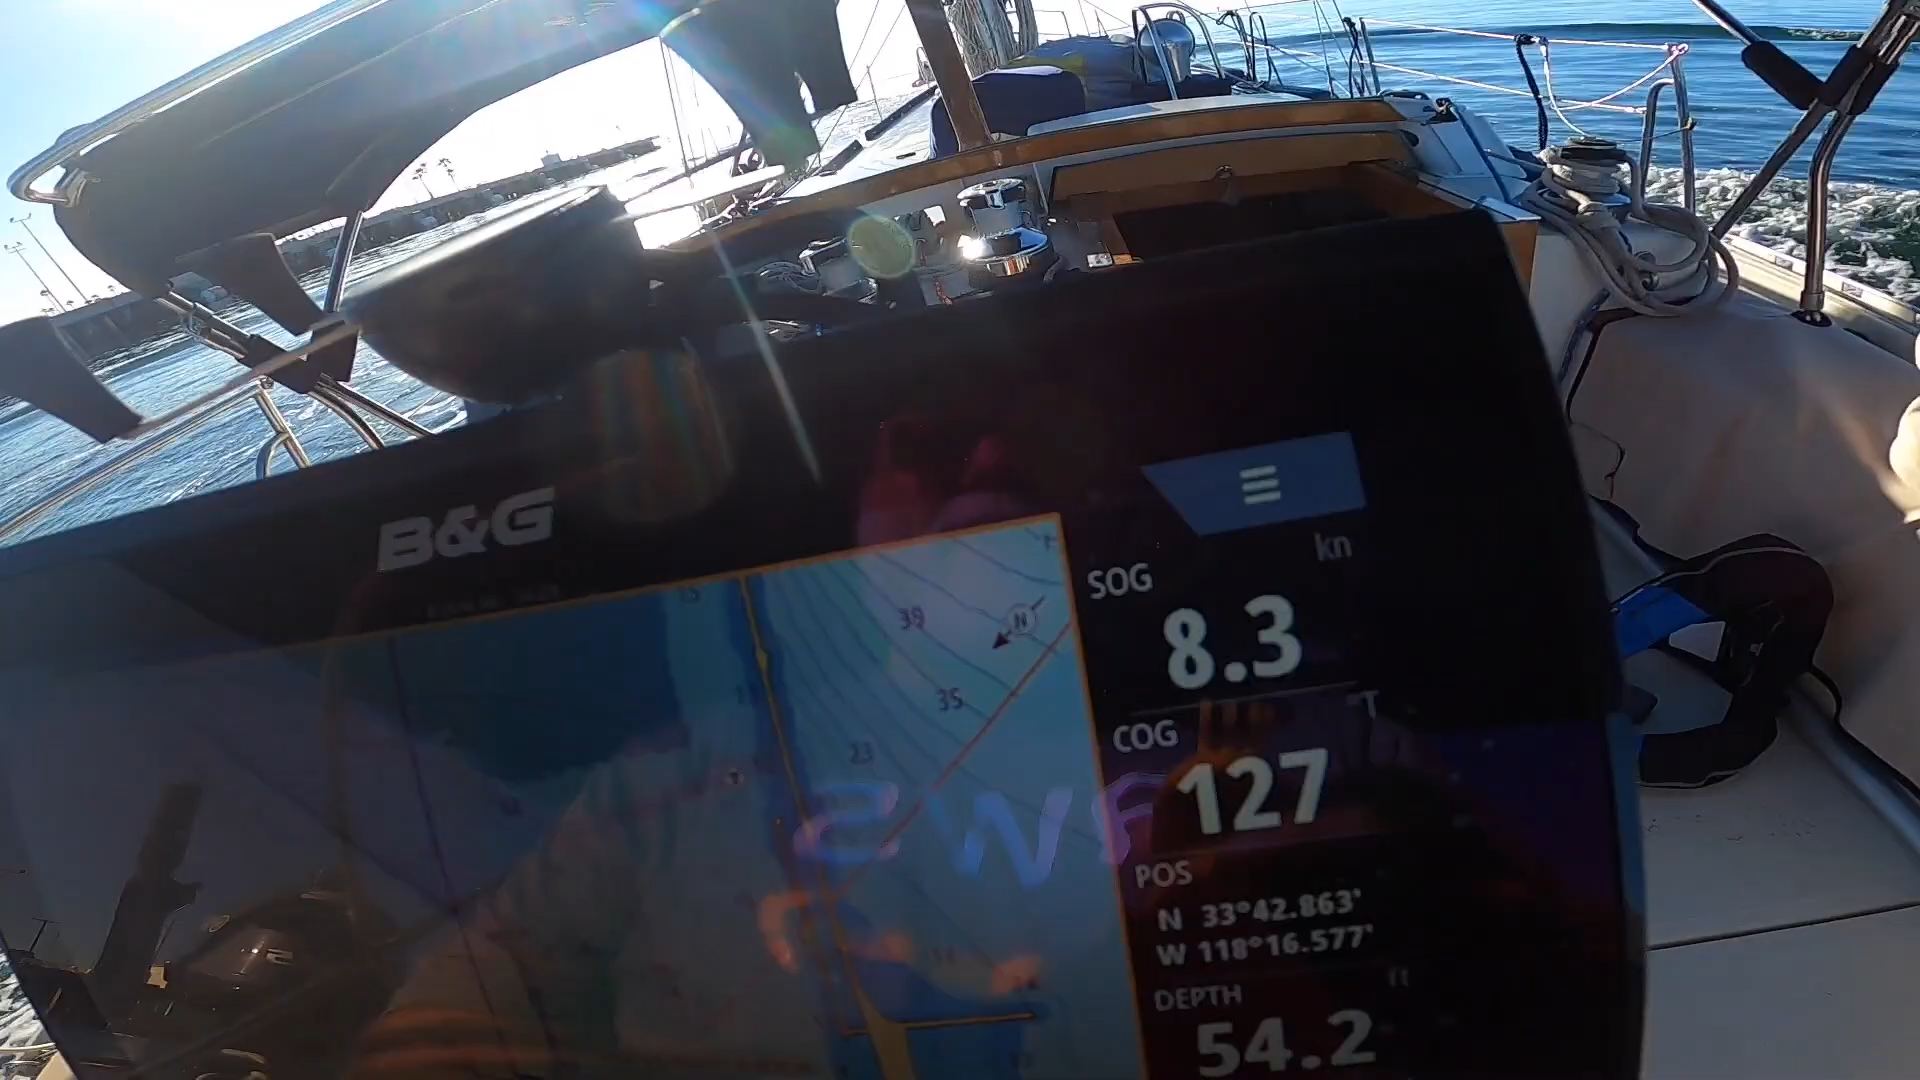 B&G
kn
SOG
8.3
°T
COG
127
POS
N 33°42.863'
W 118°16.577'
ft
DEPTH
54.2
39
N
35
23